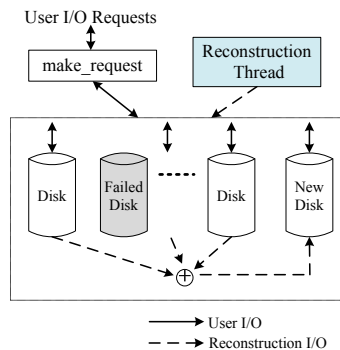 User I/O Requests
make_request
Reconstruction
Thread
Disk
Failed
Disk
Disk
New
Disk
User I/O
Reconstruction I/O